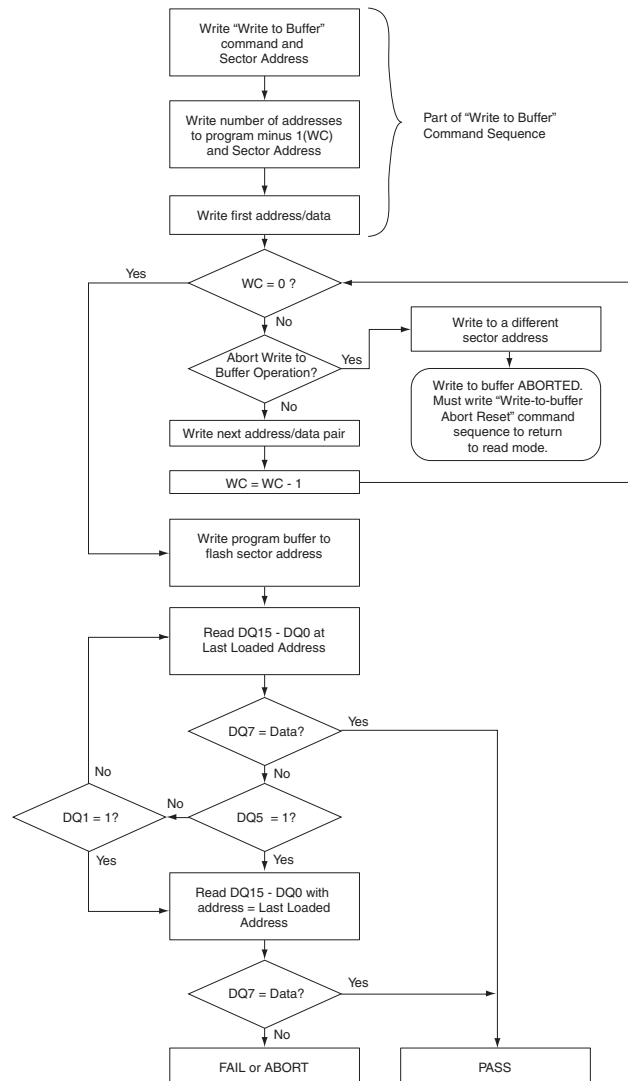 Write “Write to Buffer”
command and
Sector Address
Write number of addresses
to program minus 1(WC)
and Sector Address
Part of “Write to Buffer”
Command Sequence
Write first address/data
Yes
WC = 0 ?
No
Abort Write to
Buffer Operation?
Yes
Write to a different
sector address
No
Write to buffer ABORTED.
Must write “Write-to-buffer
Abort Reset” command
sequence to return
to read mode.
Write next address/data pair
WC = WC - 1
Write program buffer to
flash sector address
Read DQ15 - DQ0 at
Last Loaded Address
DQ7 = Data?
Yes
No
No
No
DQ1 = 1?
DQ5 = 1?
Yes
Yes
Read DQ15 - DQ0 with
address = Last Loaded
Address
DQ7 = Data?
Yes
No
FAIL or ABORT
PASS